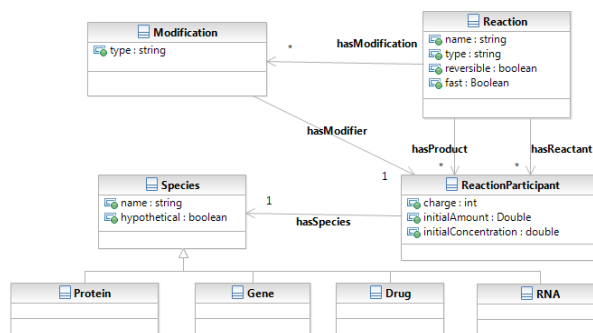 Modification
type : string
Reaction
name : string
type : string
reversible : boolean
fast : Boolean
*
hasModification
hasModifier
1
hasProduct
*
hasReactant
*
Species
name : string
hypothetical : boolean
1
hasSpecies
ReactionParticipant
charge : int
initialAmount : Double
initialConcentration : double
Protein
Gene
Drug
RNA